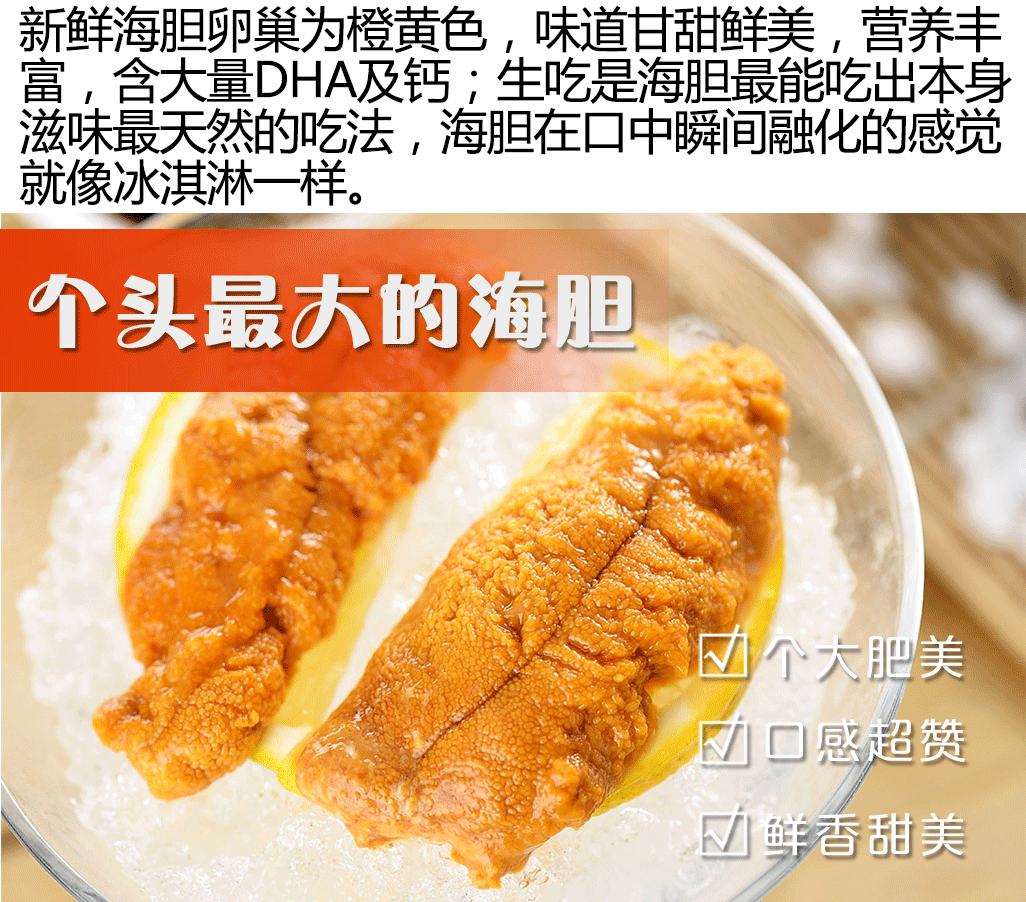 新鲜海胆卵巢为橙黄色，味道甘甜鲜美，营养丰
富，含大量DHA及钙；生吃是海胆最能吃出本身
滋味最天然的吃法，海胆在口中瞬间融化的感觉
就像冰淇淋一样。
个头最大的海胆
个大肥美
口感超赞
鲜香甜美